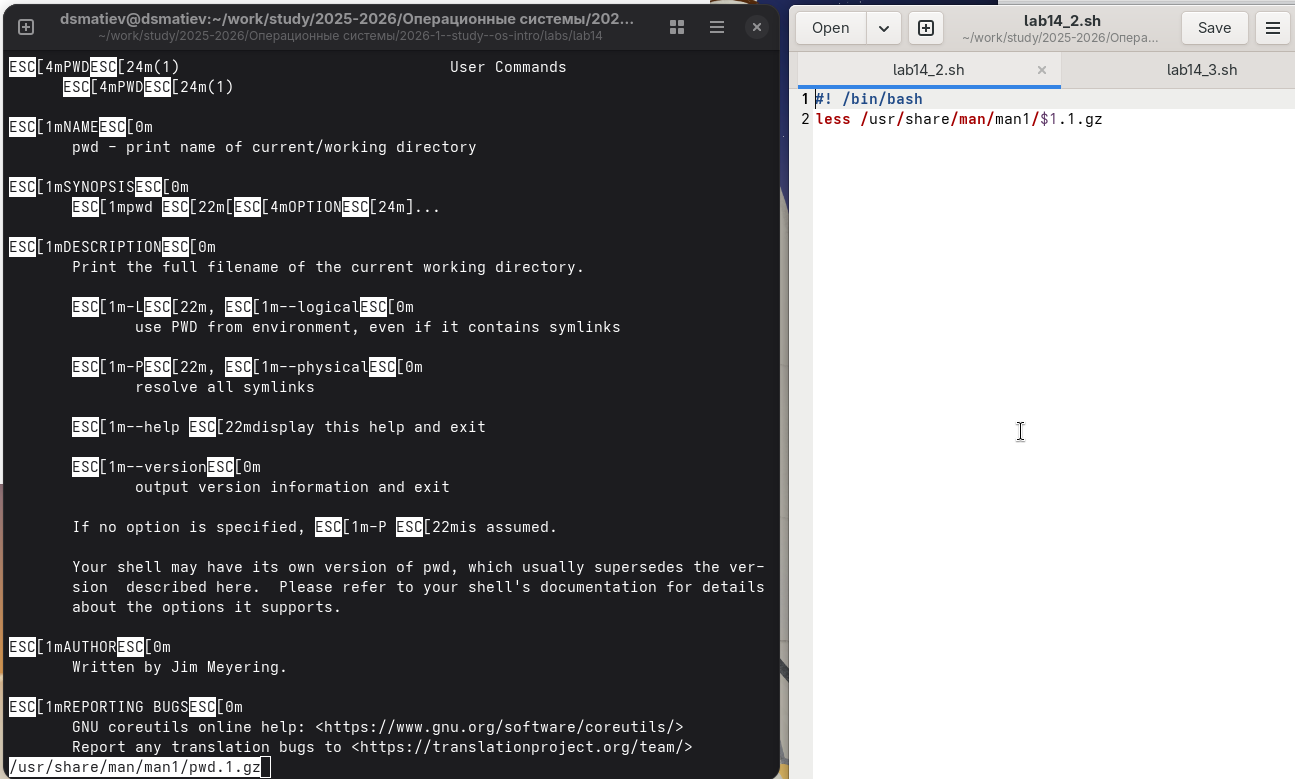 dsmatiev@dsmatiev:~/work/study/2025-2026/Операционные системы/202...
~/work/study/2025-2026/Операционные системы/2026-1--study--os-intro/labs/lab14
ESC[4mPWDESC[24m(1)                              User Commands
      ESC[4mPWDESC[24m(1)
ESC[1mNAMEESC[0m
       pwd - print name of current/working directory
ESC[1mSYNOPSISESC[0m
       ESC[1mpwd ESC[22m[ESC[4mOPTIONESC[24m]...
ESC[1mDESCRIPTIONESC[0m
       Print the full filename of the current working directory.
       ESC[1m-LESC[22m, ESC[1m--logicalESC[0m
              use PWD from environment, even if it contains symlinks
       ESC[1m-PESC[22m, ESC[1m--physicalESC[0m
              resolve all symlinks
       ESC[1m--help ESC[22mdisplay this help and exit
       ESC[1m--versionESC[0m
              output version information and exit
       If no option is specified, ESC[1m-P ESC[22mis assumed.
       Your shell may have its own version of pwd, which usually supersedes the ver-
       sion  described here.  Please refer to your shell's documentation for details
       about the options it supports.
ESC[1mAUTHORESC[0m
       Written by Jim Meyering.
ESC[1mREPORTING BUGSESC[0m
       GNU coreutils online help: <https://www.gnu.org/software/coreutils/>
       Report any translation bugs to <https://translationproject.org/team/>
/usr/share/man/man1/pwd.1.gz
Open
lab14_2.sh
~/work/study/2025-2026/Опера...
Save
lab14_2.sh
lab14_3.sh
1 #! /bin/bash
2 less /usr/share/man/man1/$1.1.gz